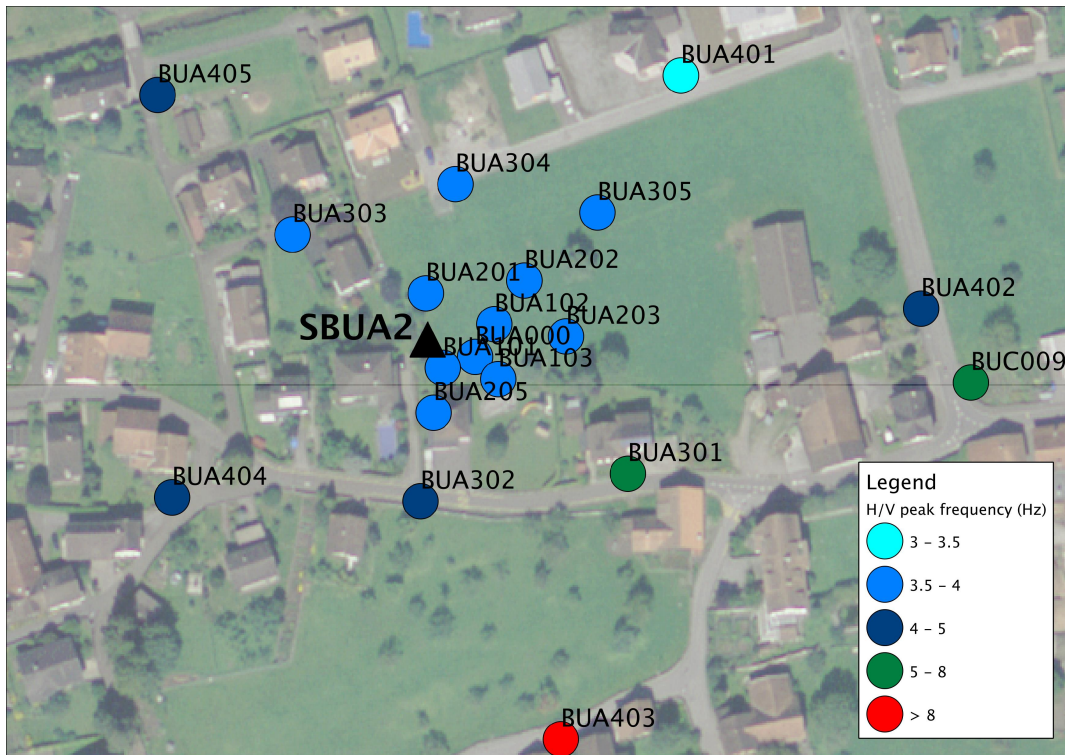 BUA401
BUA405
BUA304
BUA305
BUA303
BUA202
BUA201
BUA402
BUA102
BUA203
SBUA2
BUA000
BUA101
BUA103
BUC009
BUA205
BUA301
BUA404
BUA302
Legend
H/V peak frequency (Hz)
3 – 3.5
3.5 – 4
4 – 5
5 – 8
> 8
BUA403